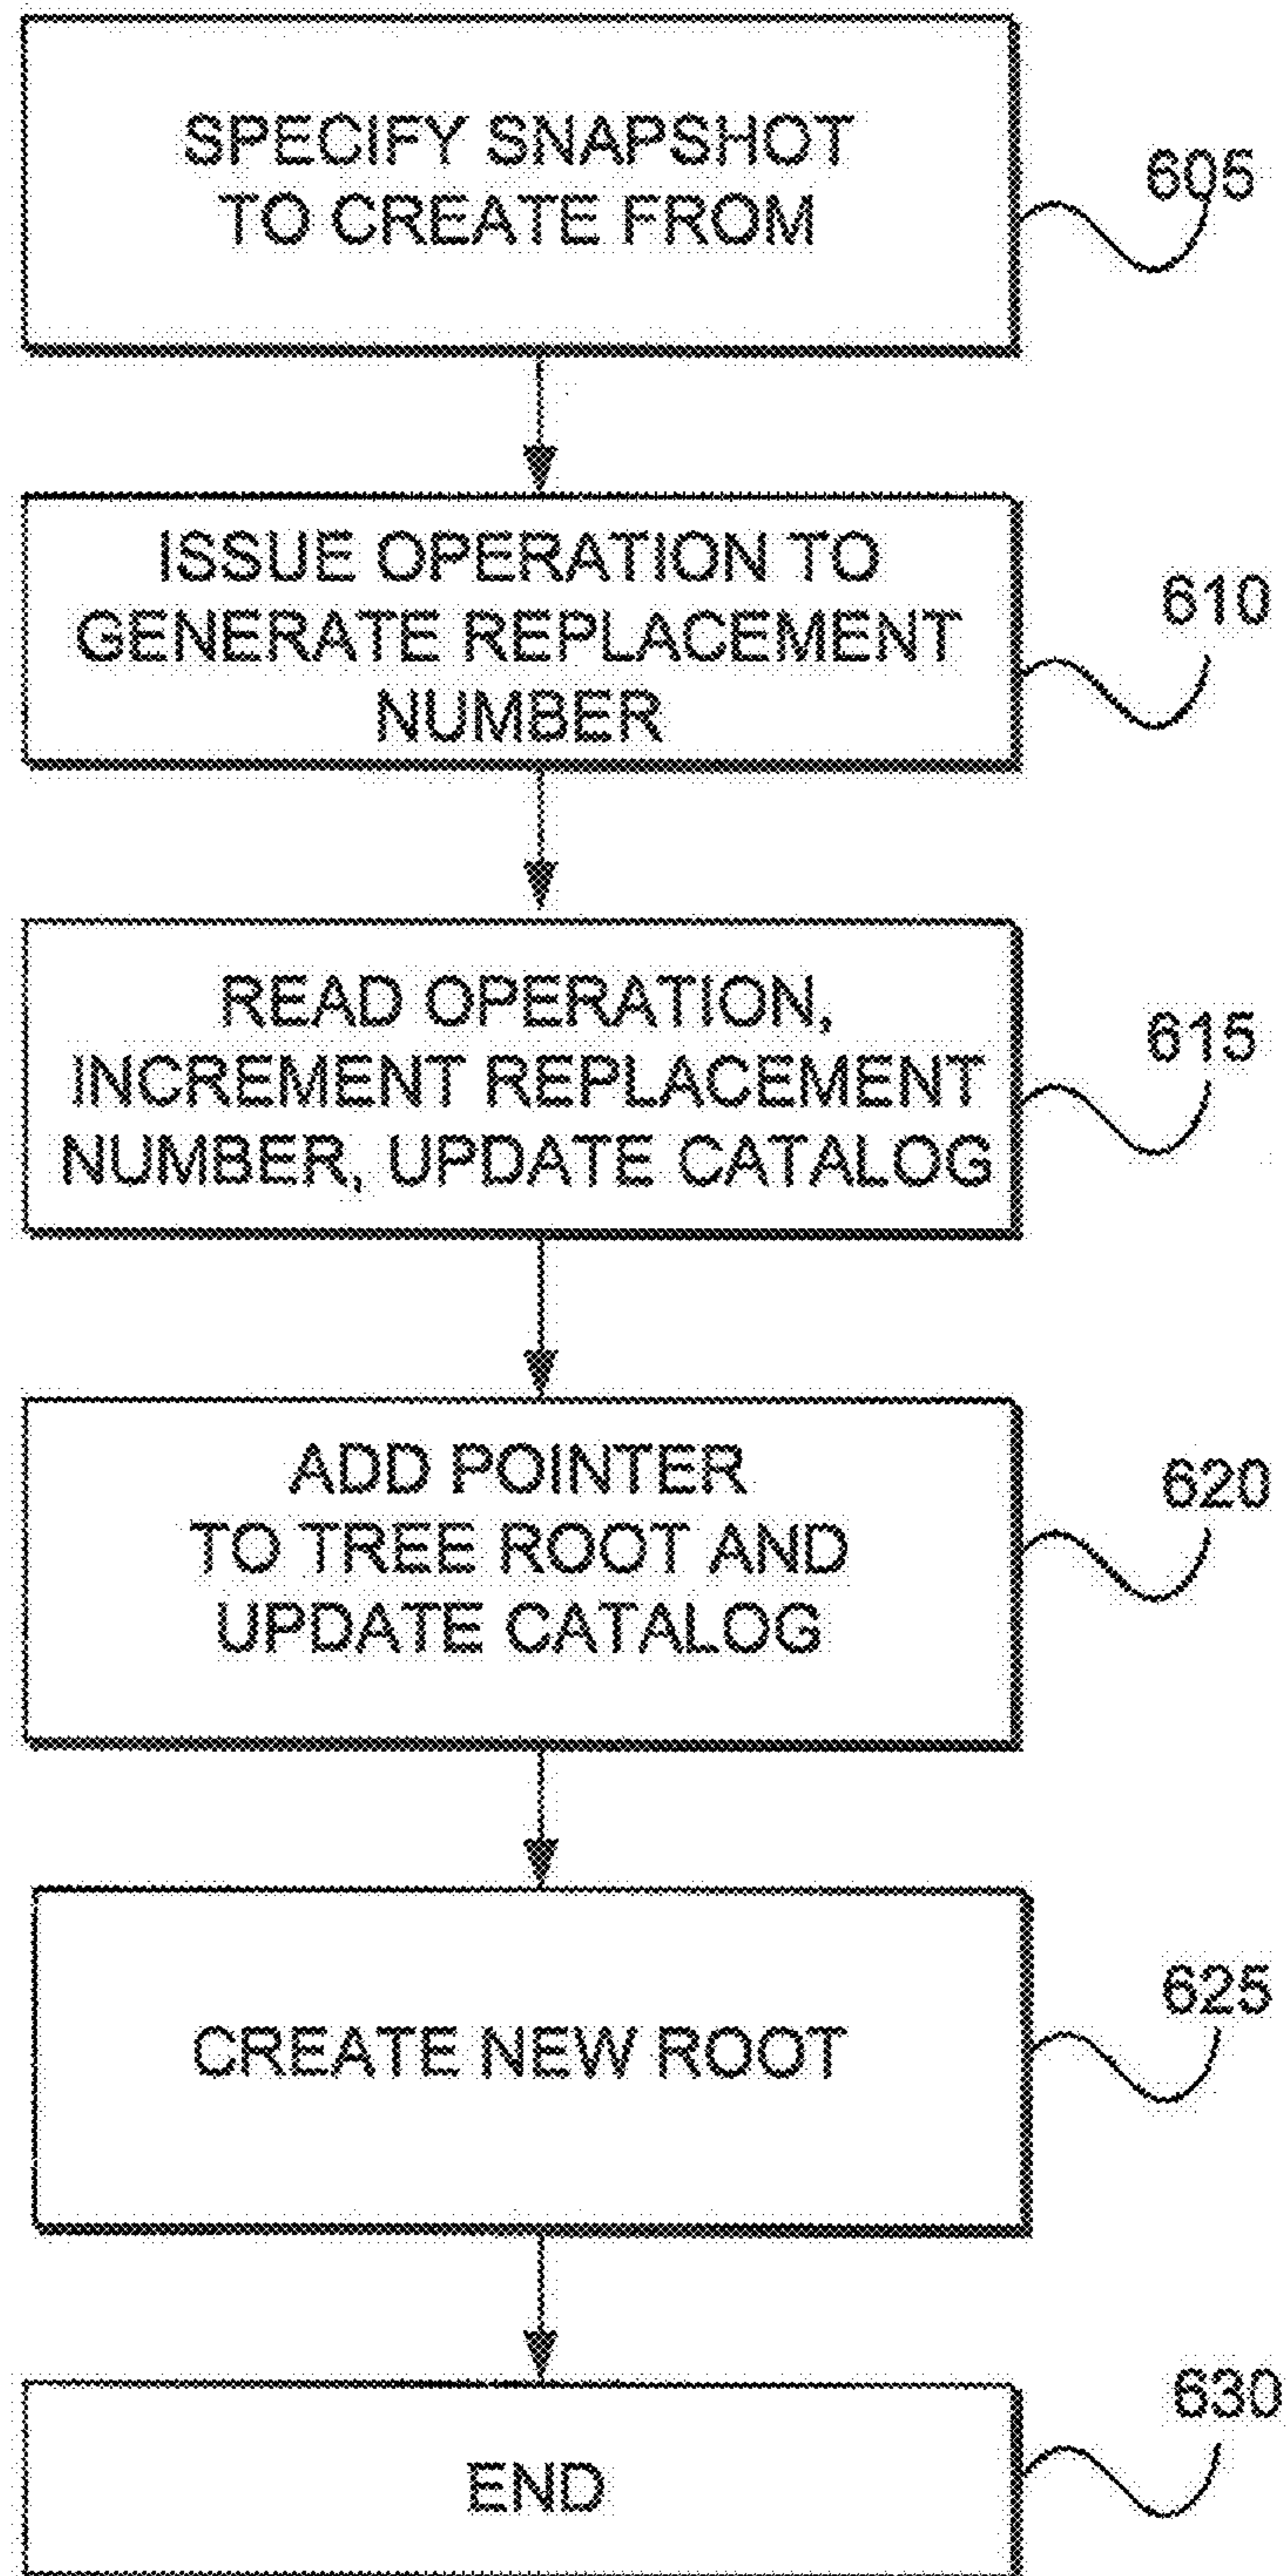 SPECIFY SNAPSHOT
TO CREATE FROM
605
ISSUE OPERATION TO
GENERATE REPLACEMENT
NUMBER
610
READ OPERATION,
INCREMENT REPLACEMENT
NUMBER, UPDATE CATALOG
615
ADD POINTER
TO TREE ROOT AND
UPDATE CATALOG
620
CREATE NEW ROOT
625
END
630